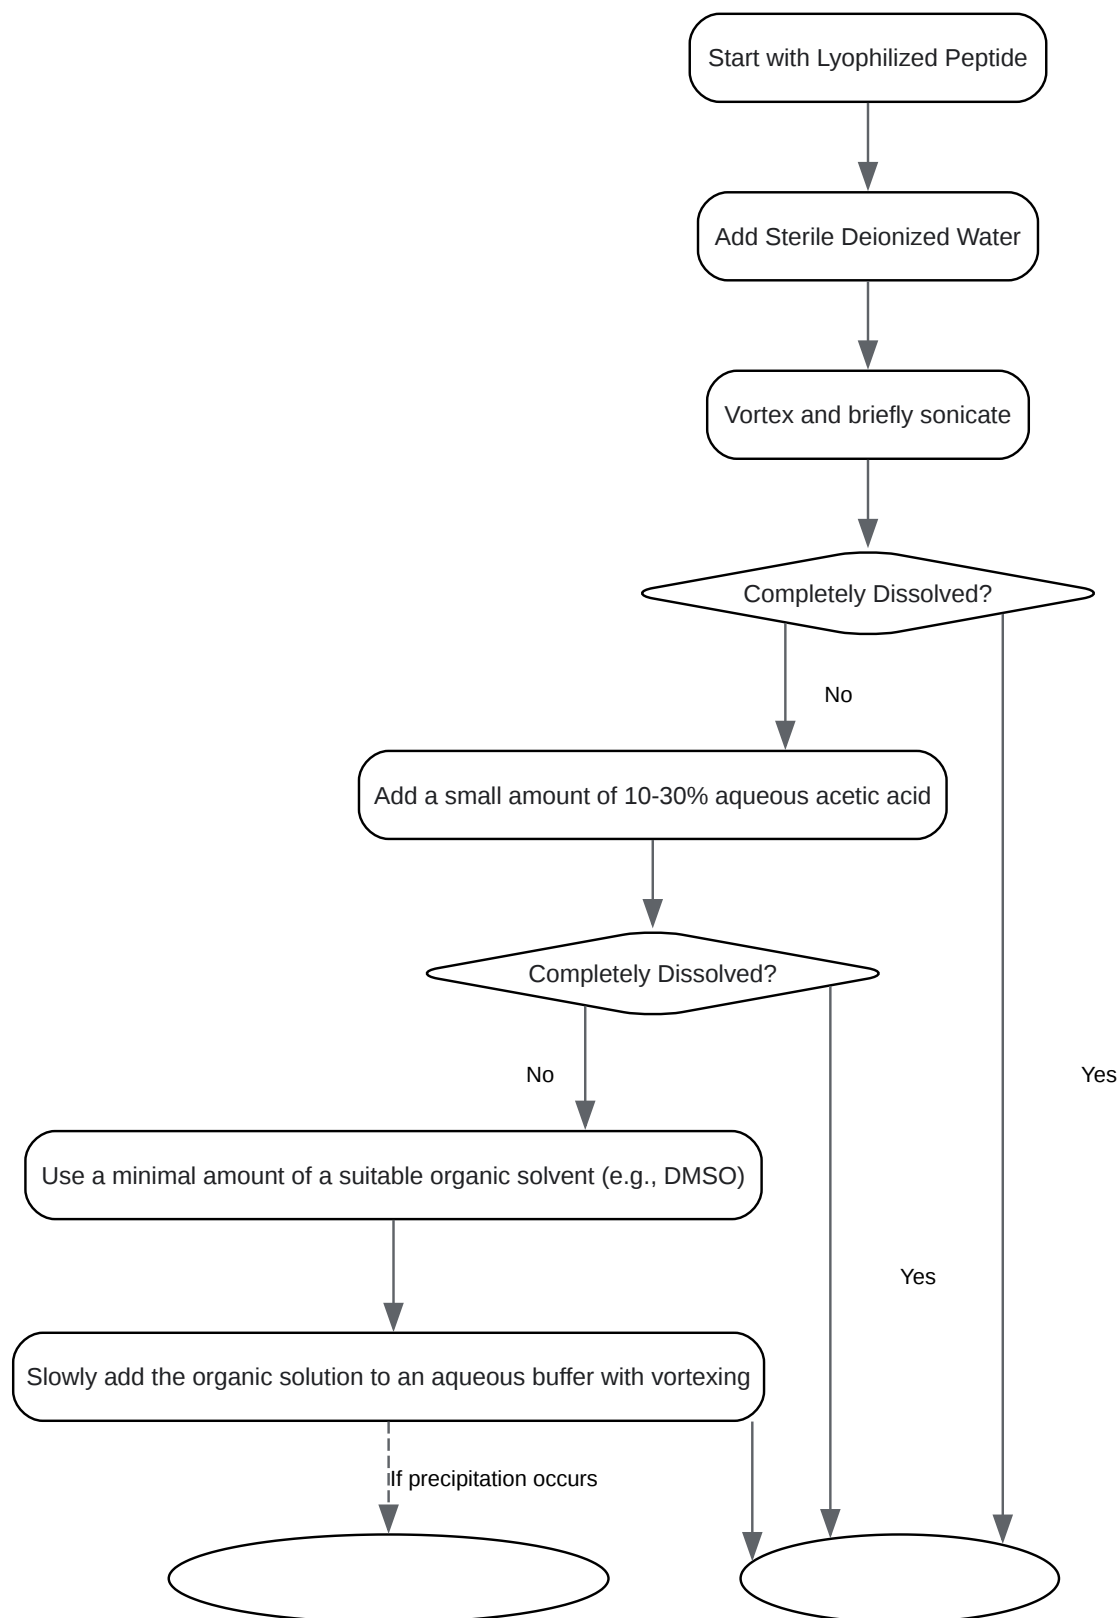 Start with Lyophilized Peptide
Add Sterile Deionized Water
Vortex and briefly sonicate
Completely Dissolved?
No
Add a small amount of 10-30% aqueous acetic acid
Completely Dissolved?
No
Yes
Use a minimal amount of a suitable organic solvent (e.g., DMSO)
Yes
Slowly add the organic solution to an aqueous buffer with vortexing
If precipitation occurs